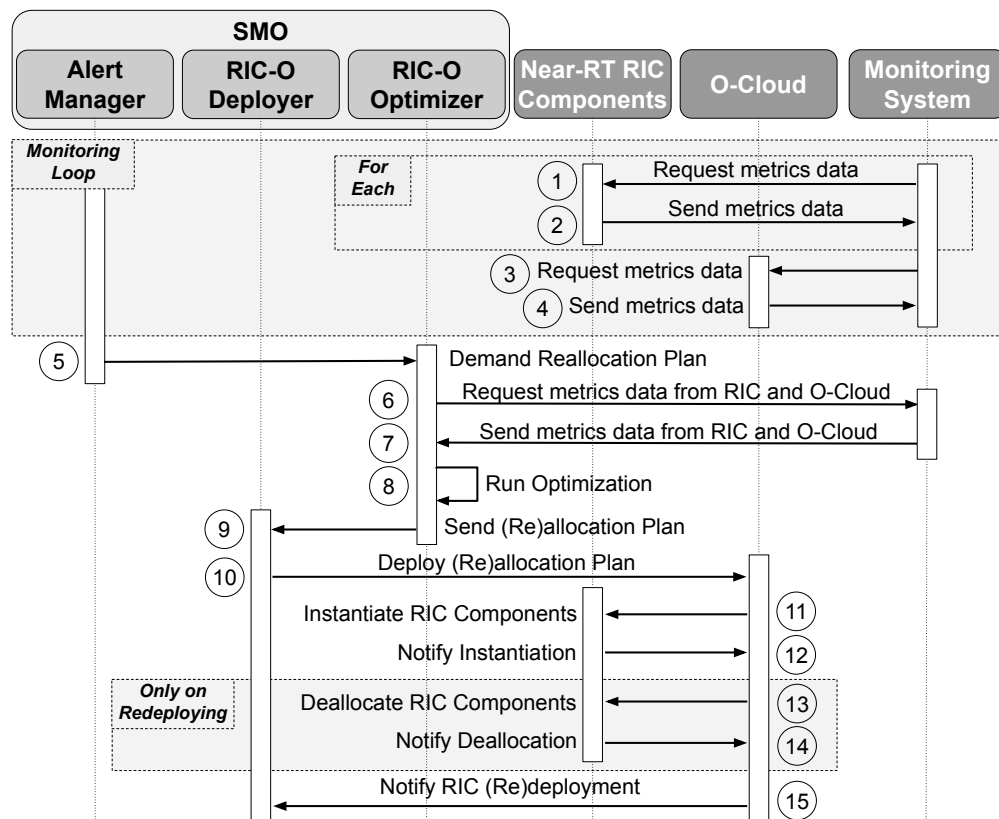 SMO
Alert
Manager
RIC-O
Deployer
RIC-O
Optimizer
Near-RT RIC
Components
O-Cloud
Monitoring
System
Monitoring
Loop
For
Each
1
Request metrics data
2
Send metrics data
3
Request metrics data
4
Send metrics data
5
Demand Reallocation Plan
6
Request metrics data from RIC and O-Cloud
7
Send metrics data from RIC and O-Cloud
8
Run Optimization
9
Send (Re)allocation Plan
10
Deploy (Re)allocation Plan
Instantiate RIC Components
11
Notify Instantiation
12
Only on
Redeploying
Deallocate RIC Components
13
Notify Deallocation
14
Notify RIC (Re)deployment
15